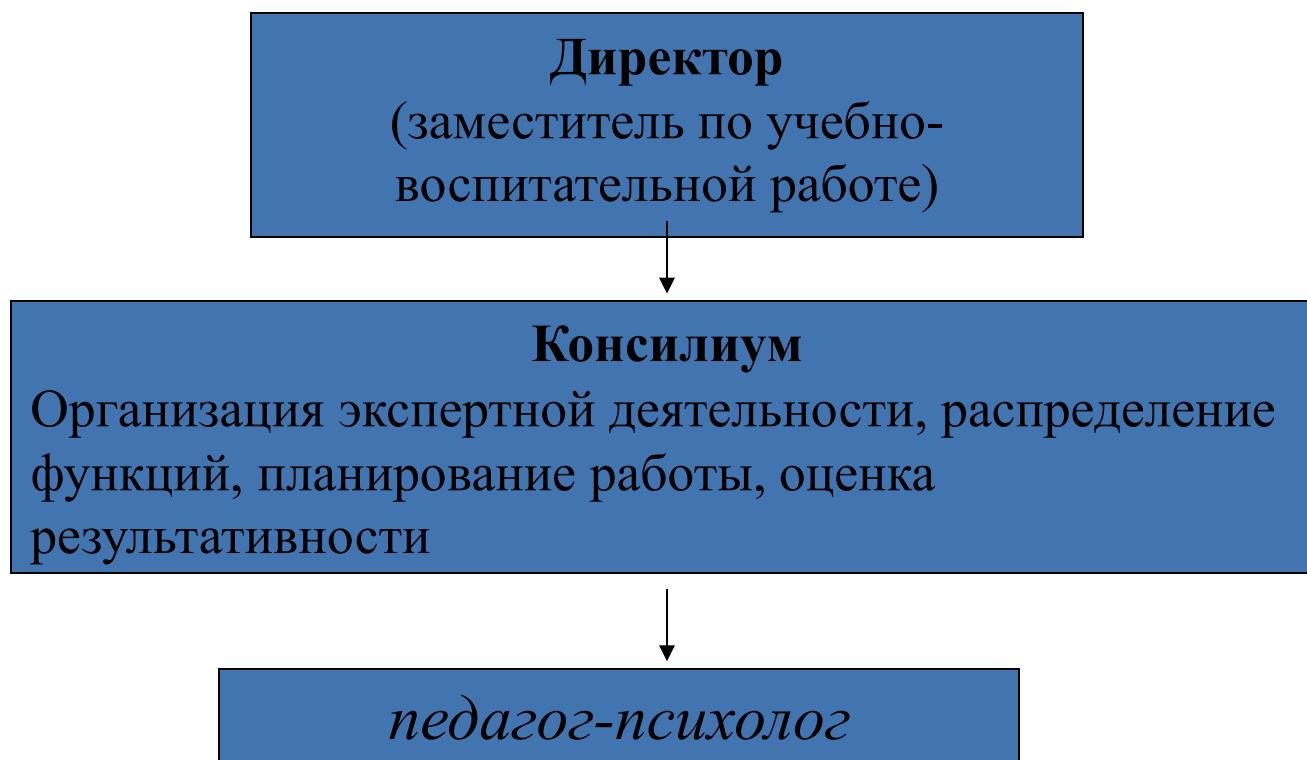 Директор
(заместитель по учебно-
воспитательной работе)
Консилиум
Организация экспертной деятельности, распределение
функций, планирование работы, оценка
результативности
педагог-психолог